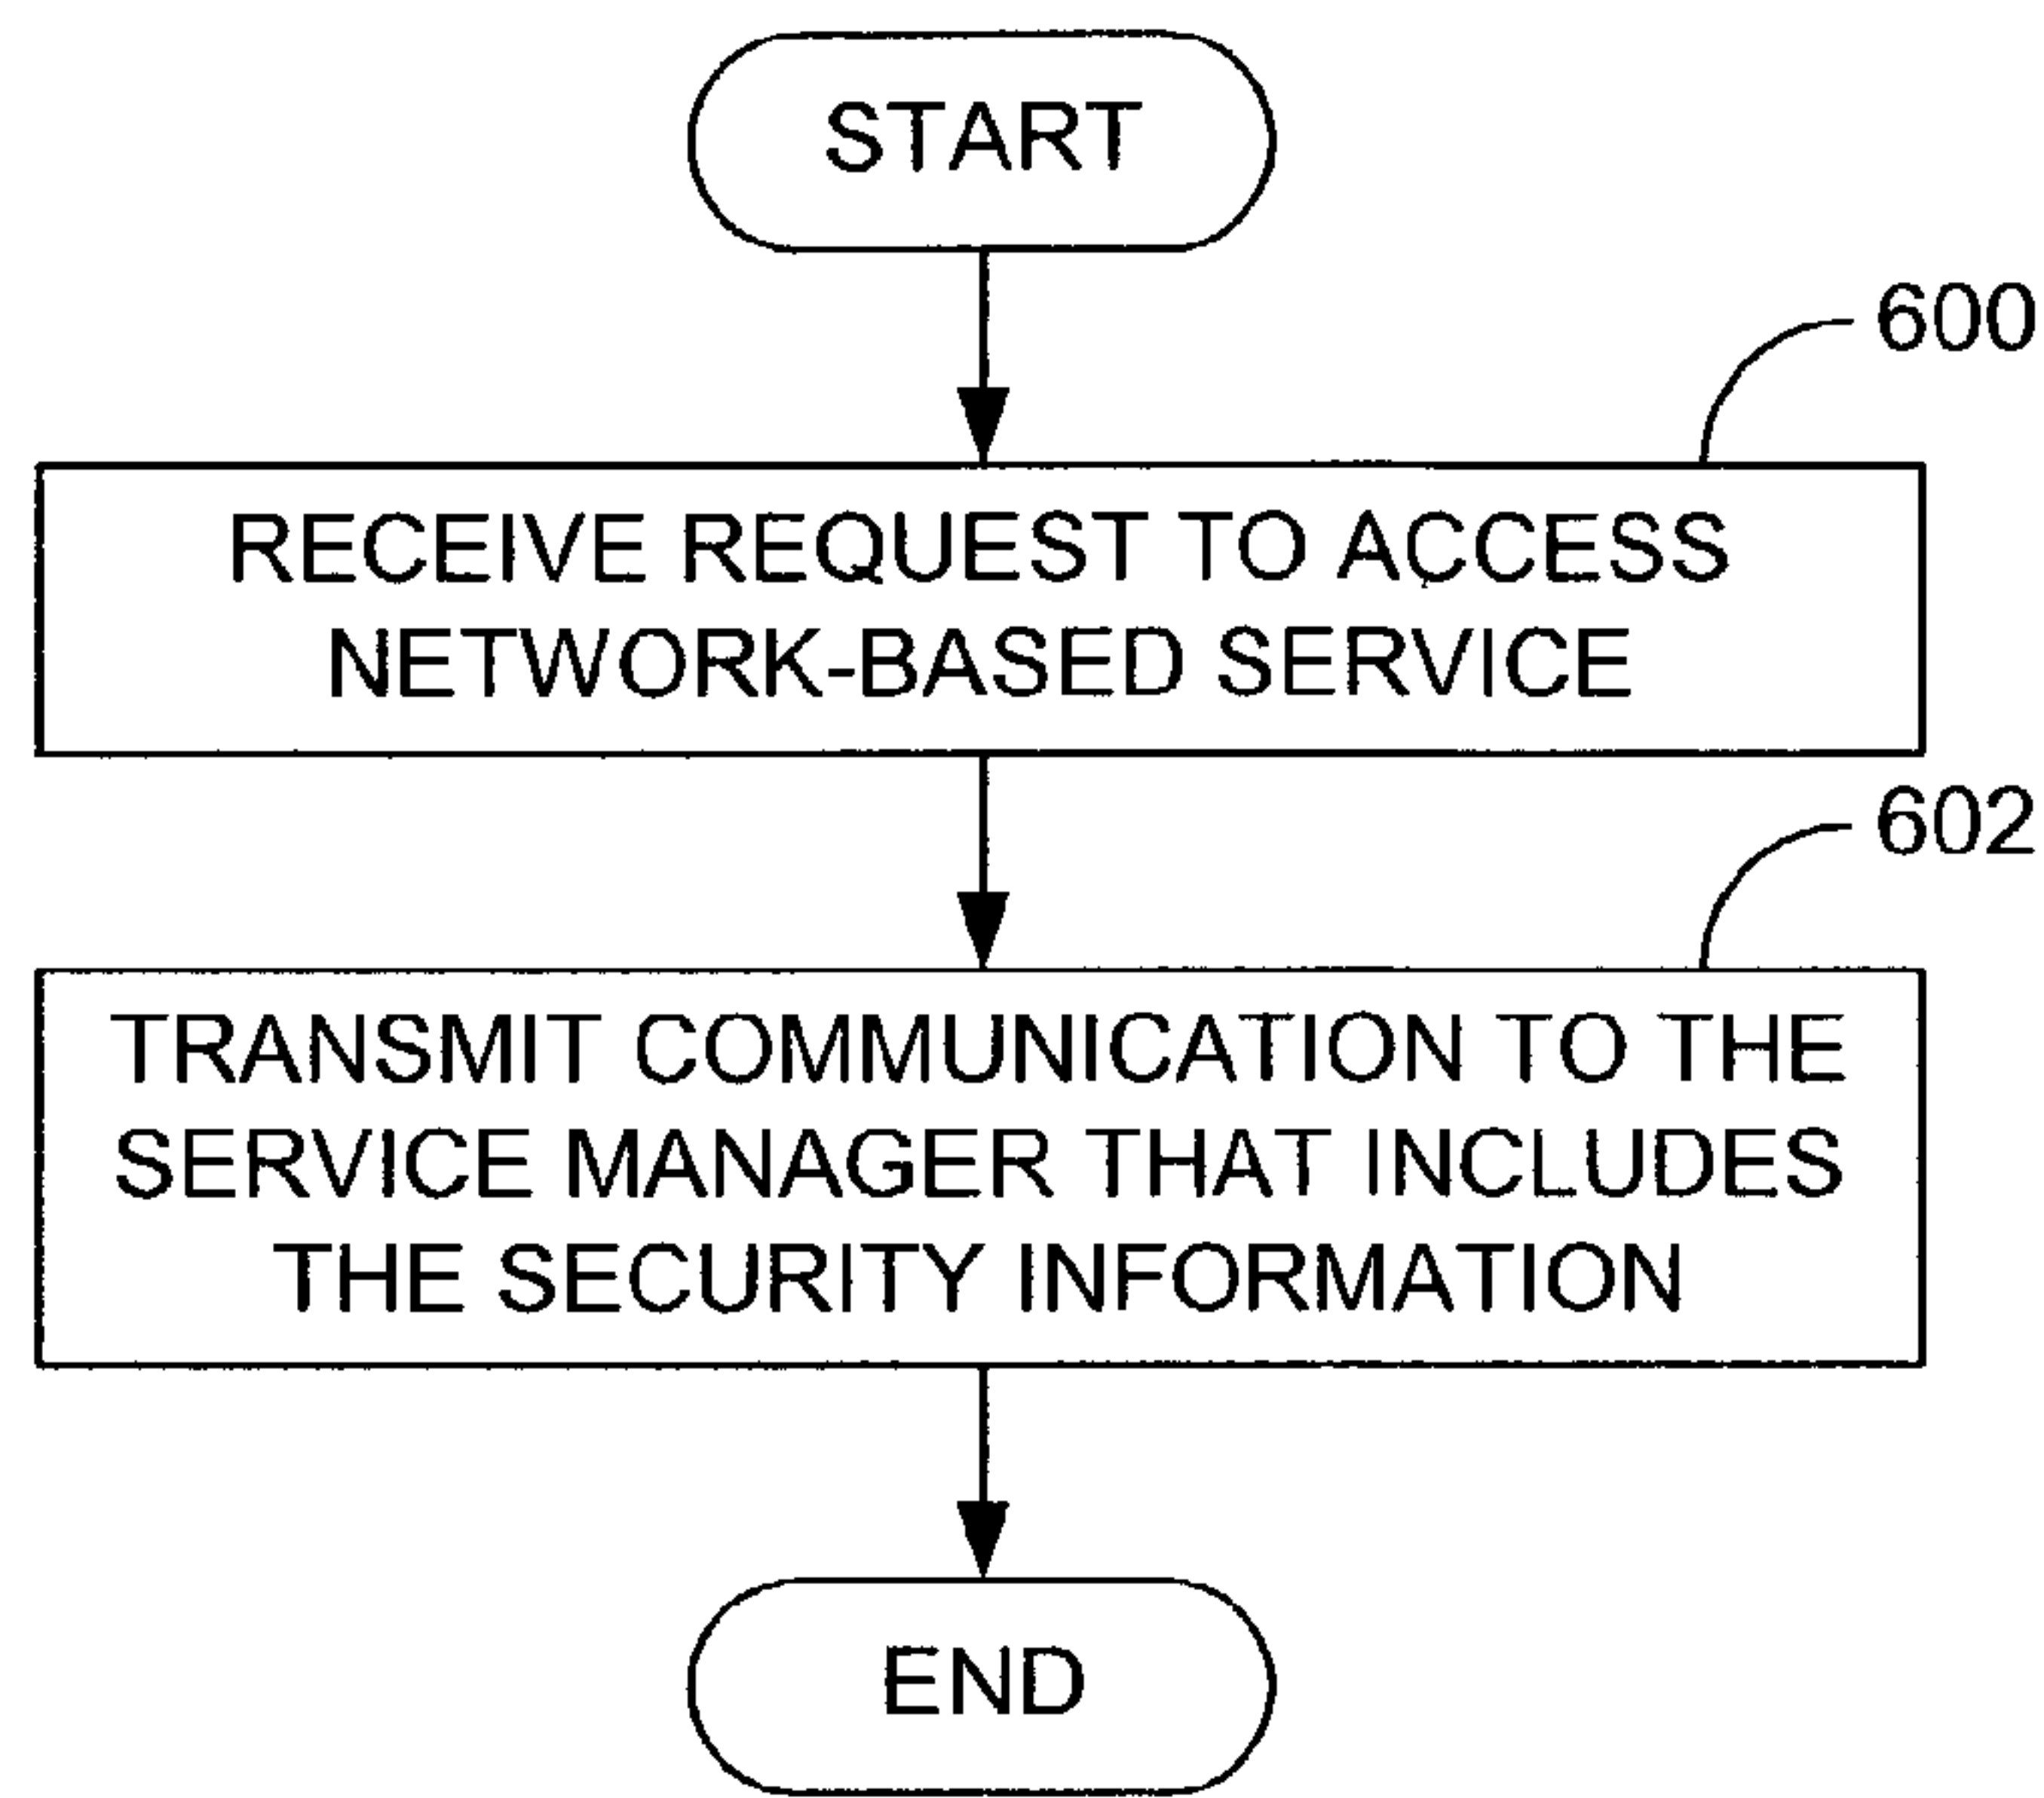 START
600
RECEIVE REQUEST TO ACCESS
NETWORK-BASED SERVICE
602
TRANSMIT COMMUNICATION TO THE
SERVICE MANAGER THAT INCLUDES
THE SECURITY INFORMATION
END